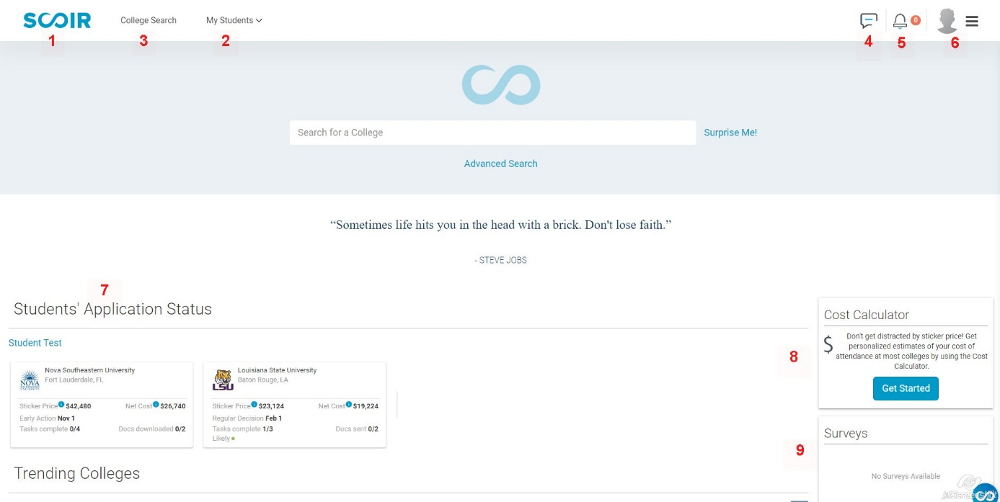 SCOIR College Search My Students 0
1 3 2 4 5 6
Search for a College Surprise Me!
Advanced Search
“Sometimes life hits you in the head with a brick. Don't lose faith.”
- STEVE JOBS
7
Students' Application Status
Student Test
Nova Southeastern University
Fort Lauderdale, FL
NOVA
Sticker Price $42,480 Net Cost $26,740
Early Action Nov 1
Tasks complete 0/4 Docs downloaded 0/2
Louisiana State University
Baton Rouge, LA
LSU
Sticker Price $23,124 Net Cost $19,224
Regular Decision Feb 1
Tasks complete 1/3 Docs sent 0/2
Likely
Trending Colleges
8
Cost Calculator
$
Don't get distracted by sticker price! Get
personalized estimates of your cost of
attendance at most colleges by using the Cost
Calculator.
Get Started
9
Surveys
No Surveys Available